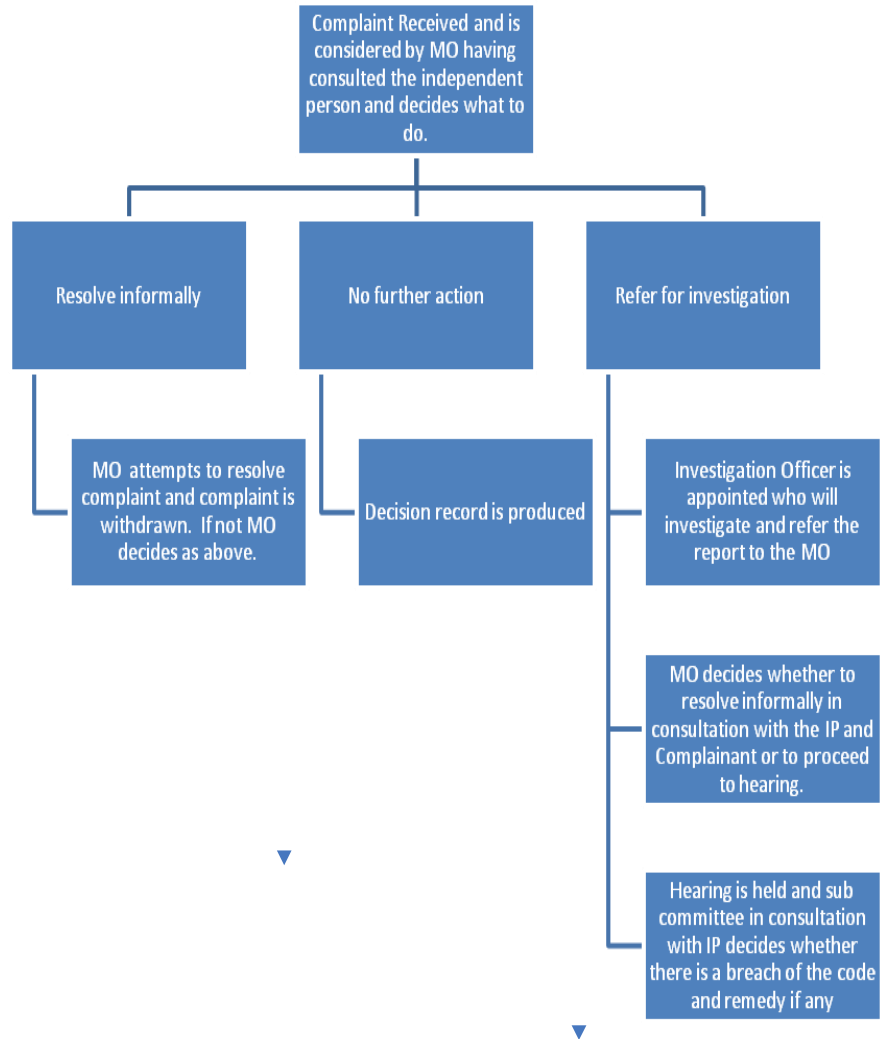 Complaint Received and is
considered by MO having
consulted the independent
person and decides what to
do.
Resolve informally
No further action
Refer for investigation
MO attempts to resolve
complaint and complaint is
withdrawn. If not MO
decides as above.
Decision record is produced
Investigation Officer is
appointed who will
investigate and refer the
report to the MO
MO decides whether to
resolve informally in
consultation with the IP and
Complainant or to proceed
to hearing.
Hearing is held and sub
committee in consultation
with IP decides whether
there is a breach of the code
and remedy if any